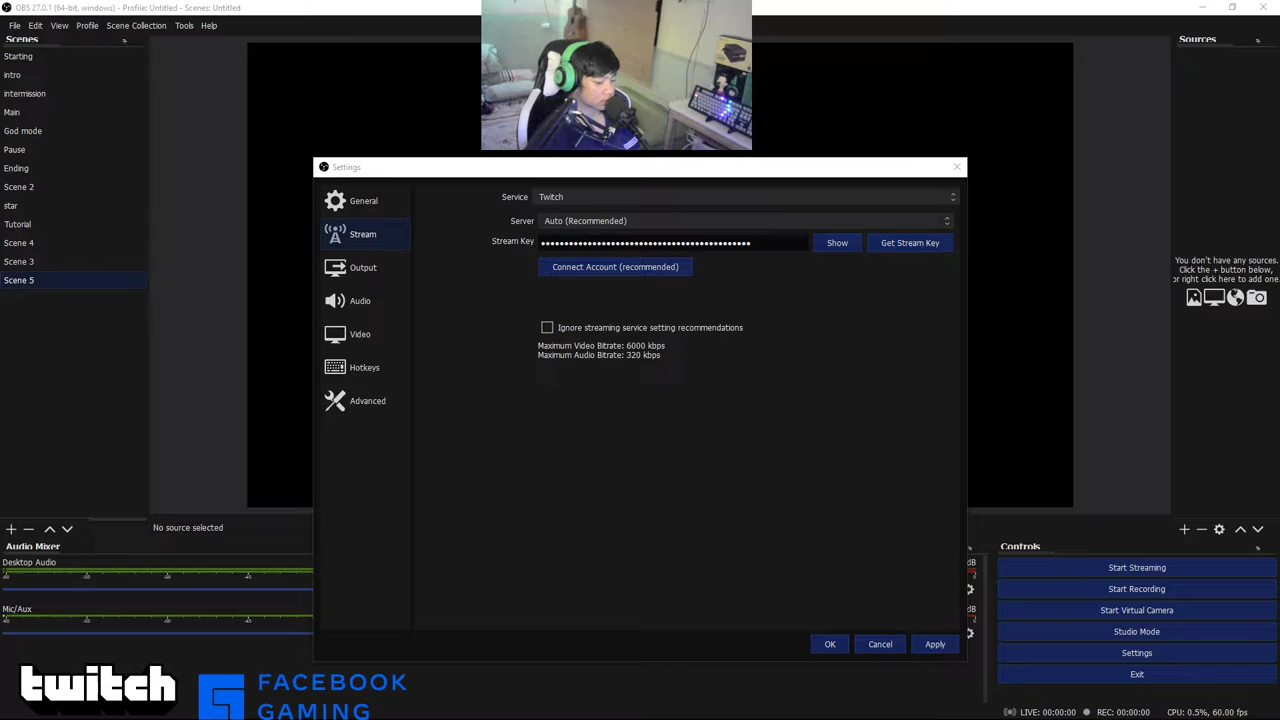 OBS 27.0.1 (64-bit, windows) - Profile: Untitled - Scenes: Untitled
File Edit View Profile Scene Collection Tools Help
Scenes
Starting
intro
intermission
Main
God mode
Pause
Ending
Scene 2
star
Tutorial
Scene 4
Scene 3
Scene 5
Sources
You don't have any sources.
Click the + button below,
or right click here to add one.
Settings
General
Stream
Output
Audio
Video
Hotkeys
Advanced
Service Twitch
Server Auto (Recommended)
Stream Key Show Get Stream Key
Connect Account (recommended)
Ignore streaming service setting recommendations
Maximum Video Bitrate: 6000 kbps
Maximum Audio Bitrate: 320 kbps
OK Cancel Apply
No source selected
Audio Mixer
Desktop Audio
dB
Mic/Aux
dB
Controls
Start Streaming
Start Recording
Start Virtual Camera
Studio Mode
Settings
Exit
twitch
FACEBOOK
GAMING
LIVE: 00:00:00 REC: 00:00:00 CPU: 0.5%, 60.00 fps